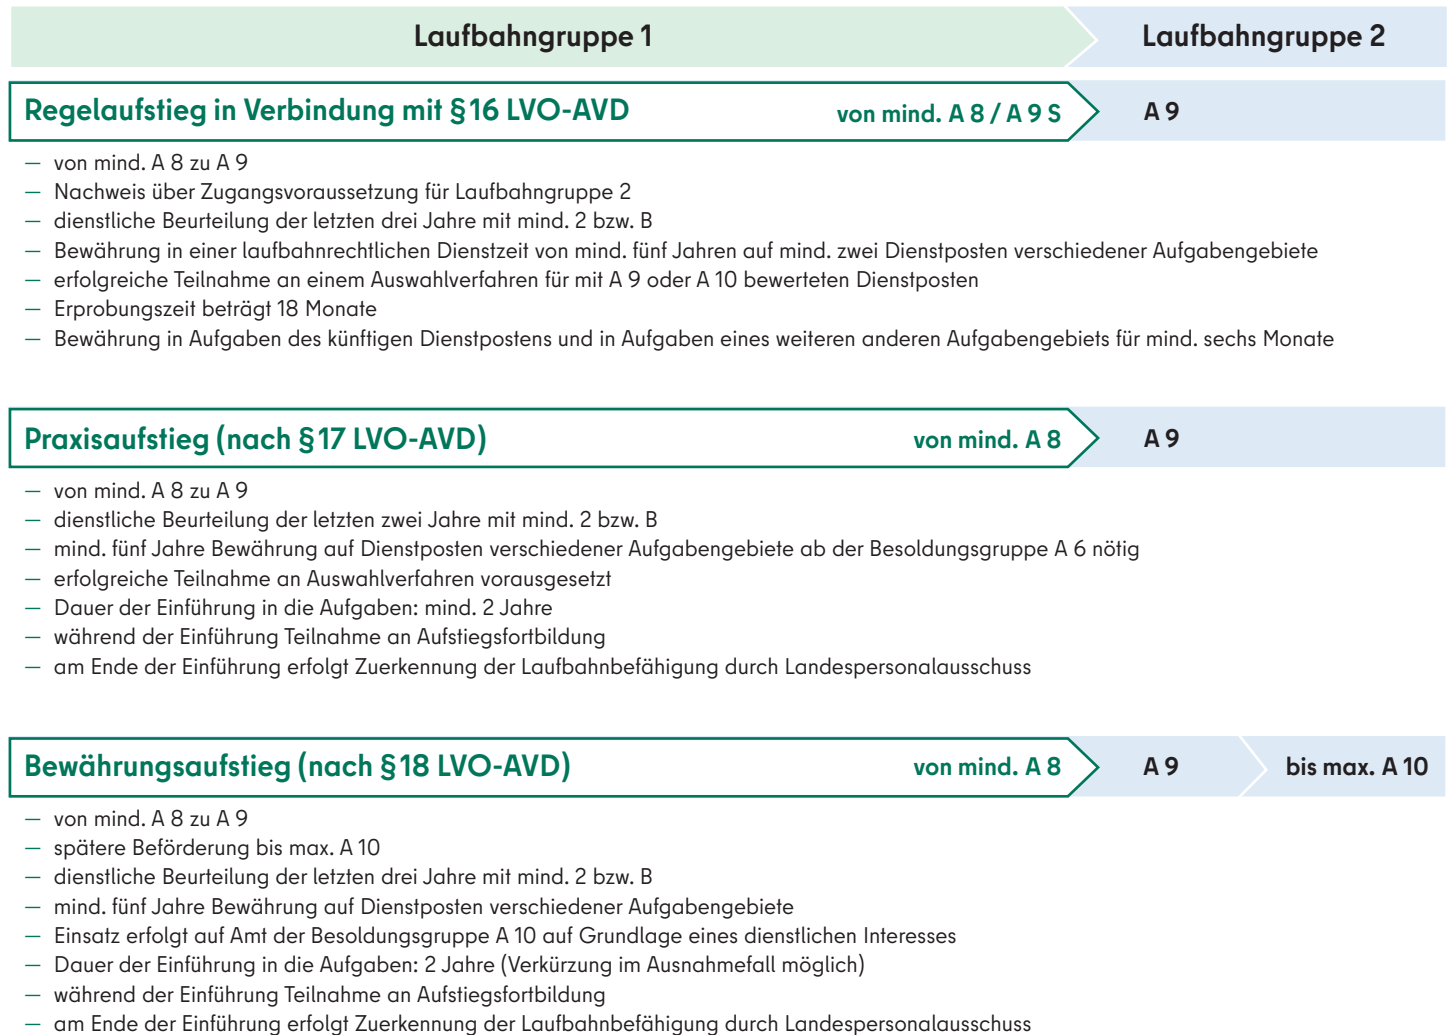 Laufbahngruppe 1 Laufbahngruppe 2
Regelaufstieg in Verbindung mit § 16 LVO-AVD von mind. A 8 / A 9 S A 9
— von mind. A 8 zu A 9
— Nachweis über Zugangsvoraussetzung für Laufbahngruppe 2
— dienstliche Beurteilung der letzten drei Jahre mit mind. 2 bzw. B
— Bewährung in einer laufbahnrechtlichen Dienstzeit von mind. fünf Jahren auf mind. zwei Dienstposten verschiedener Aufgabengebiete
— erfolgreiche Teilnahme an einem Auswahlverfahren für mit A 9 oder A 10 bewerteten Dienstposten
— Erprobungszeit beträgt 18 Monate
— Bewährung in Aufgaben des künftigen Dienstpostens und in Aufgaben eines weiteren anderen Aufgabengebiets für mind. sechs Monate
Praxisaufstieg (nach § 17 LVO-AVD) von mind. A 8 A 9
— von mind. A 8 zu A 9
— dienstliche Beurteilung der letzten zwei Jahre mit mind. 2 bzw. B
— mind. fünf Jahre Bewährung auf Dienstposten verschiedener Aufgabengebiete ab der Besoldungsgruppe A 6 nötig
— erfolgreiche Teilnahme an Auswahlverfahren vorausgesetzt
— Dauer der Einführung in die Aufgaben: mind. 2 Jahre
— während der Einführung Teilnahme an Aufstiegsfortbildung
— am Ende der Einführung erfolgt Zuerkennung der Laufbahnbefähigung durch Landespersonalausschuss
Bewährungsaufstieg (nach § 18 LVO-AVD) von mind. A 8 A 9 bis max. A 10
— von mind. A 8 zu A 9
— spätere Beförderung bis max. A 10
— dienstliche Beurteilung der letzten drei Jahre mit mind. 2 bzw. B
— mind. fünf Jahre Bewährung auf Dienstposten verschiedener Aufgabengebiete
— Einsatz erfolgt auf Amt der Besoldungsgruppe A 10 auf Grundlage eines dienstlichen Interesses
— Dauer der Einführung in die Aufgaben: 2 Jahre (Verkürzung im Ausnahmefall möglich)
— während der Einführung Teilnahme an Aufstiegsfortbildung
— am Ende der Einführung erfolgt Zuerkennung der Laufbahnbefähigung durch Landespersonalausschuss